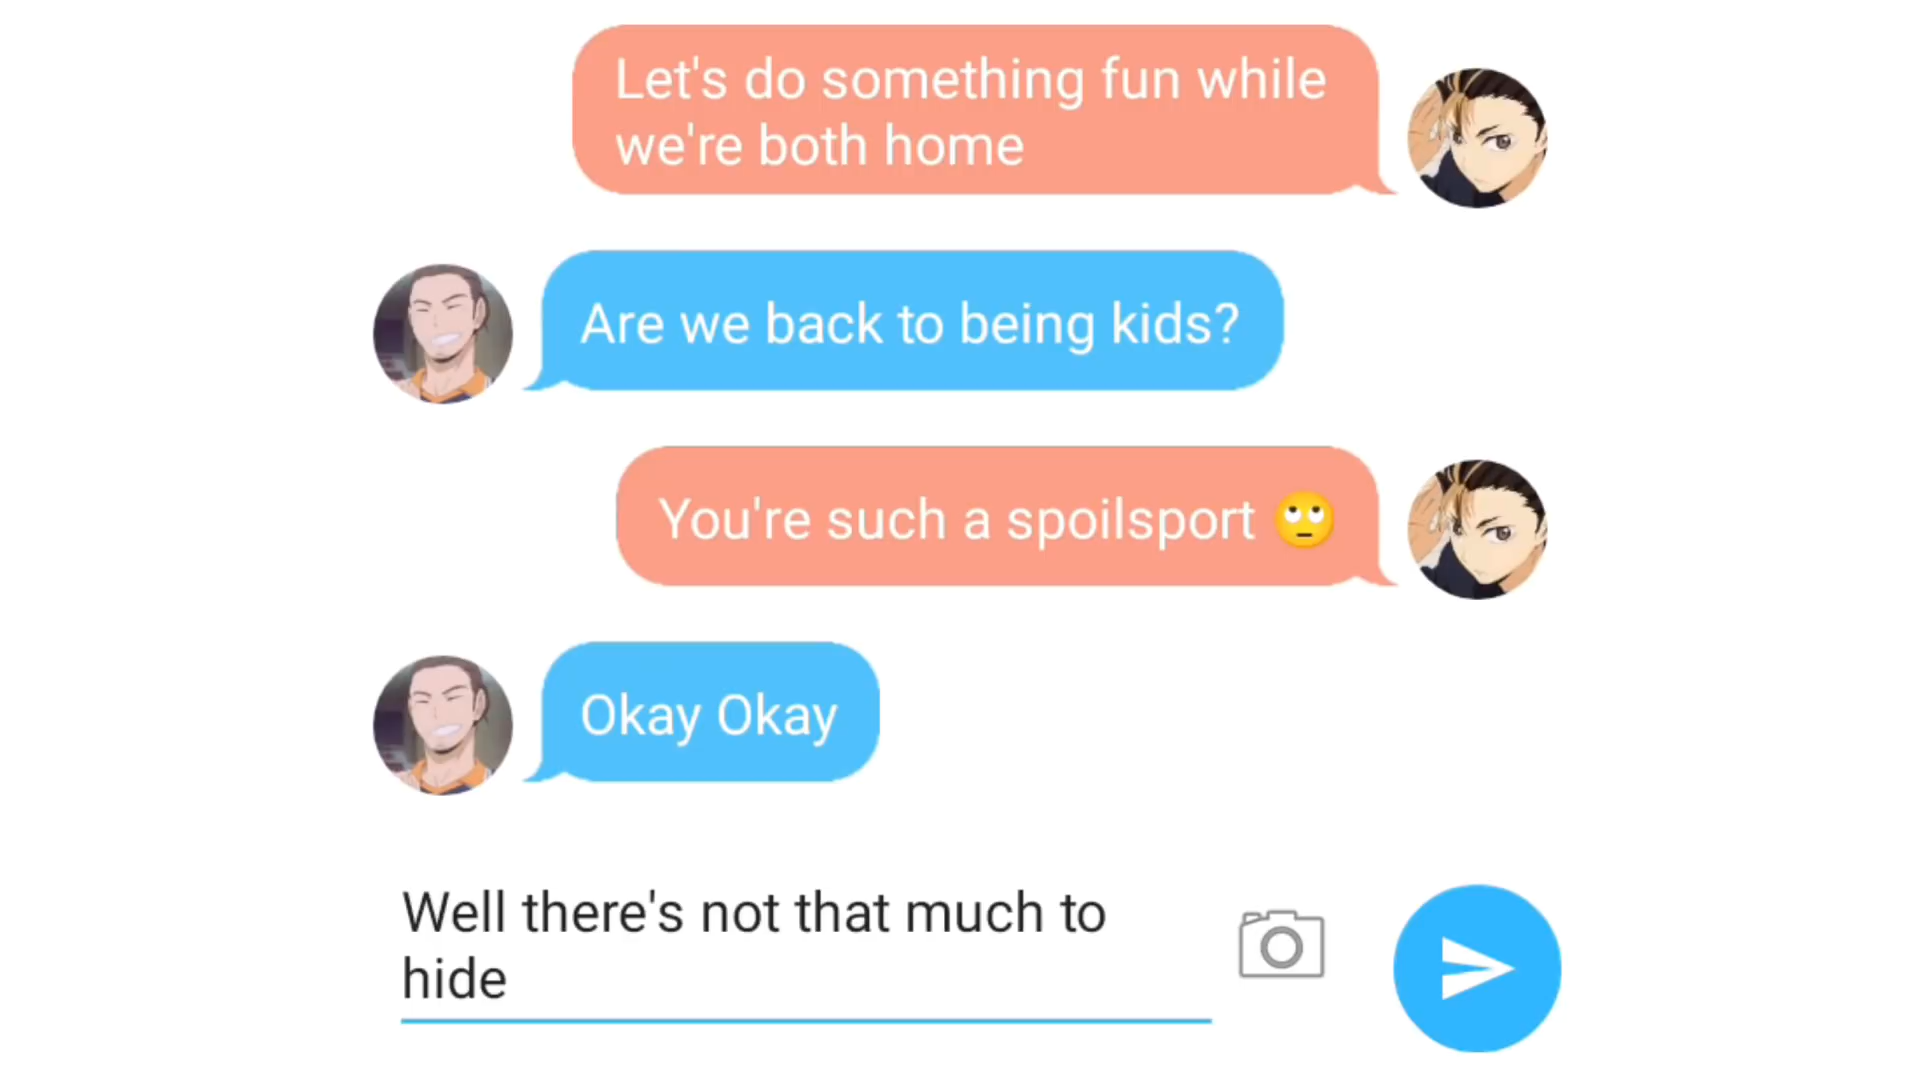 Let's do something fun while
we're both home
Are we back to being kids?
You're such a spoilsport 🙄
Okay Okay
Well there's not that much to
hide